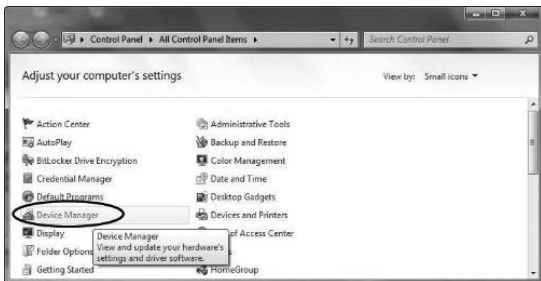 Control Panel ▸ All Control Panel Items ▸ Search Control Panel
Adjust your computer's settings View by: Small icons
Action Center Administrative Tools
AutoPlay Backup and Restore
BitLocker Drive Encryption Color Management
Credential Manager Date and Time
Default Programs Desktop Gadgets
Device Manager Devices and Printers
Display of Access Center
Device Manager
View and update your hardware's
Folder Options
settings and driver software.
Getting Started HomeGroup